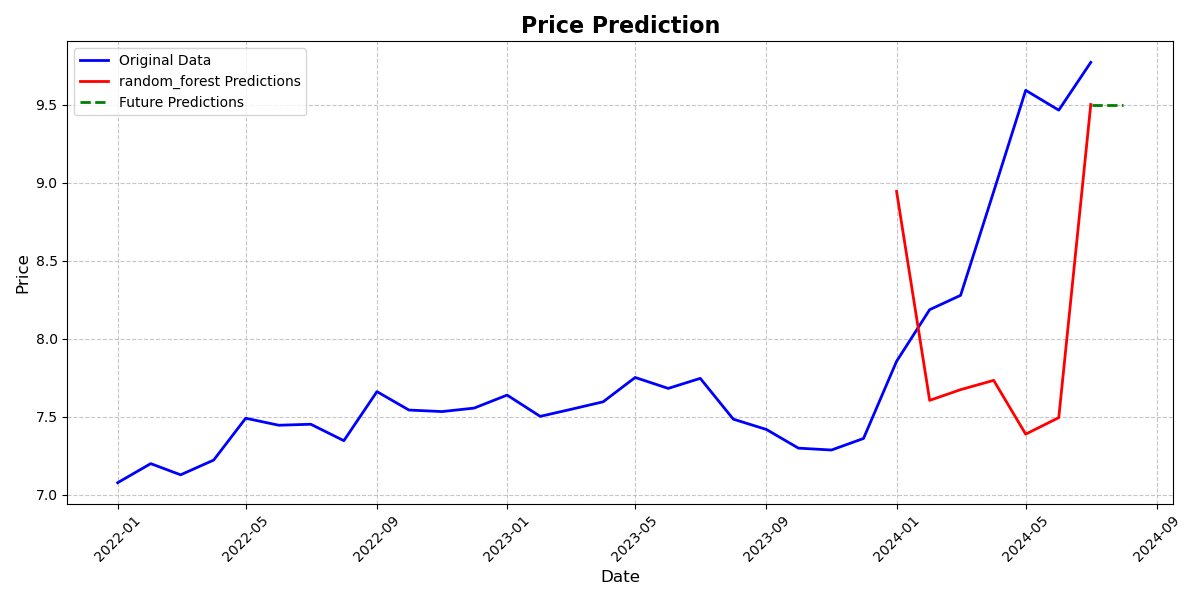 Price Prediction
Original Data
random_forest Predictions
Future Predictions
Price
9.5
9.0
8.5
8.0
7.5
7.0
2022-01
2022-05
2022-09
2023-01
2023-05
2023-09
2024-01
2024-05
2024-09
Date